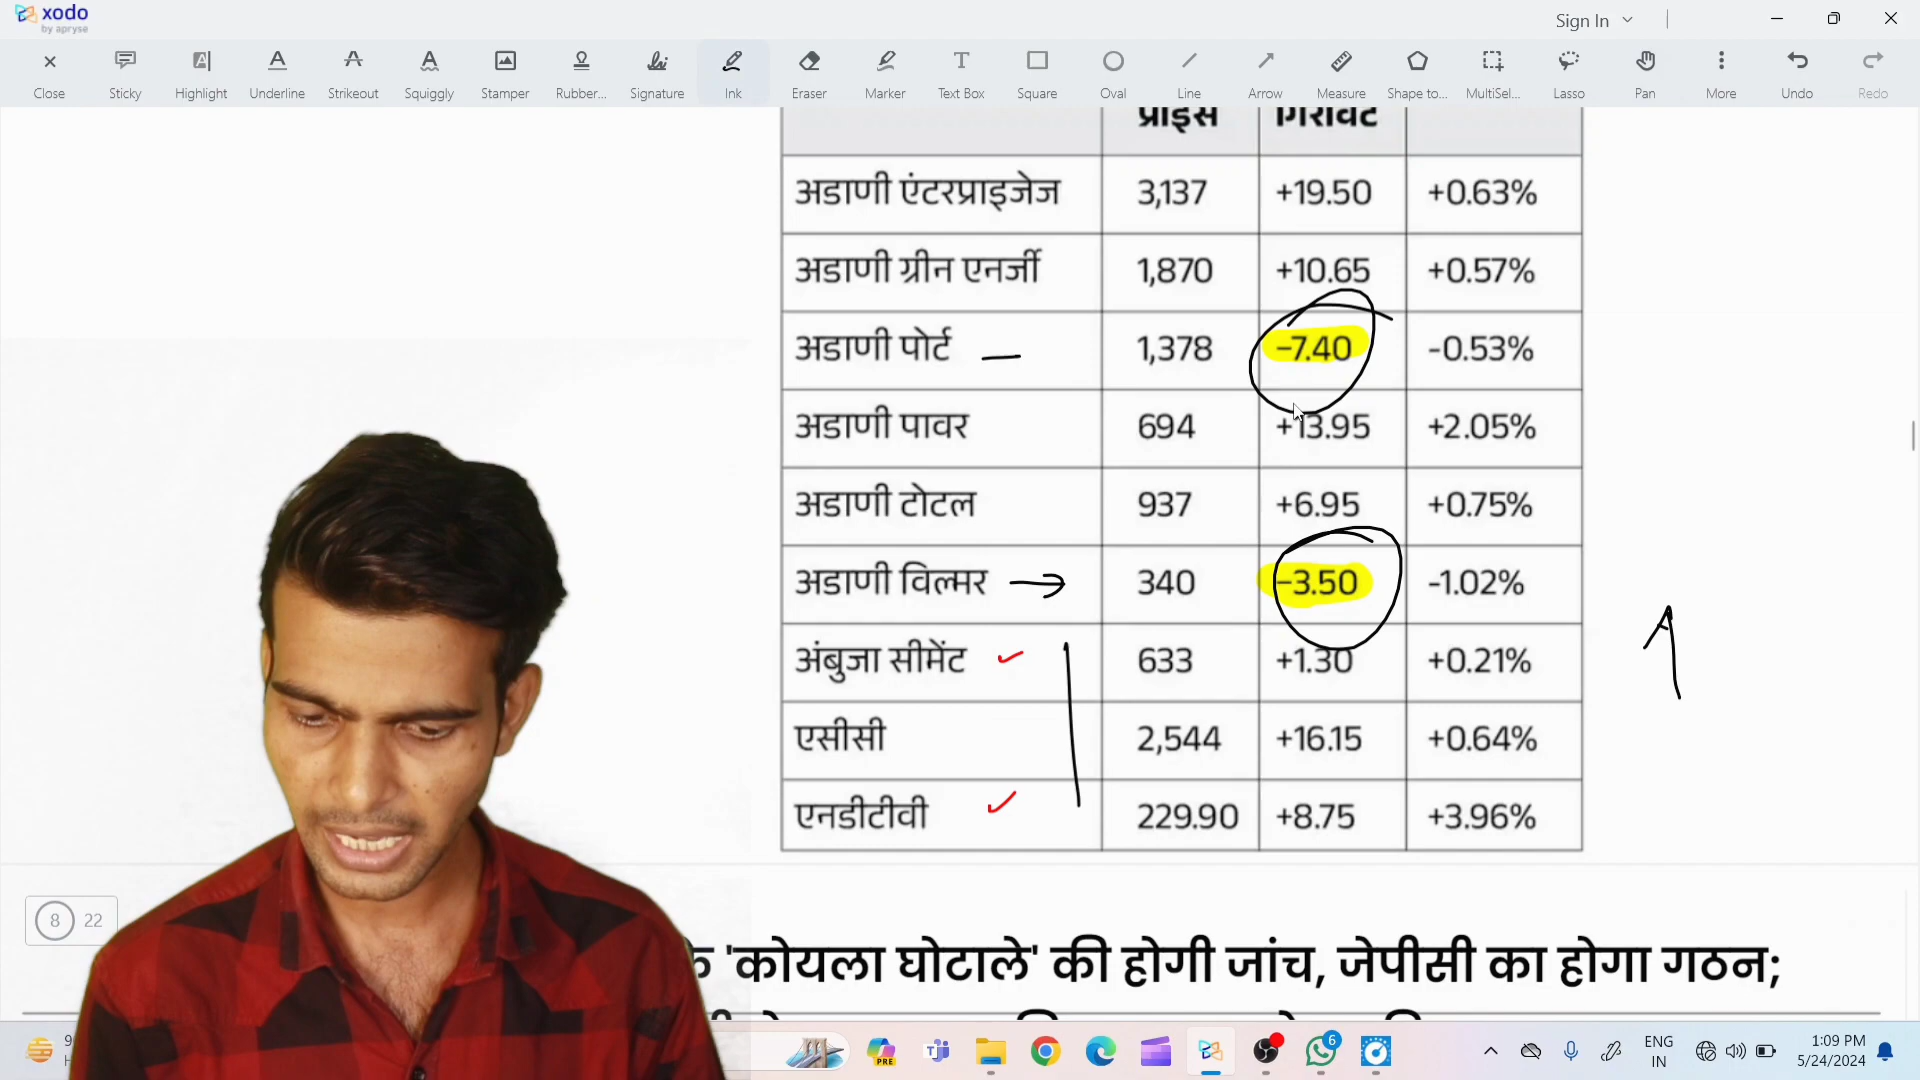 xodo
by apryse
Sign In
Close Sticky Highlight Underline Strikeout Squiggly Stamper Rubber... Signature Ink Eraser Marker Text Box Square Oval Line Arrow Measure Shape to... MultiSel... Lasso Pan More Undo Redo
प्राइस गिरावट
अडाणी एंटरप्राइजेज 3,137 +19.50 +0.63%
अडाणी ग्रीन एनर्जी 1,870 +10.65 +0.57%
अडाणी पोर्ट 1,378 −7.40 -0.53%
अडाणी पावर 694 +13.95 +2.05%
अडाणी टोटल 937 +6.95 +0.75%
अडाणी विल्मर 340 −3.50 -1.02%
अंबुजा सीमेंट 633 +1.30 +0.21%
एसीसी 2,544 +16.15 +0.64%
एनडीटीवी 229.90 +8.75 +3.96%
8 22
'कोयला घोटाले' की होगी जांच, जेपीसी का होगा गठन;
PRE
6
ENG
IN
1:09 PM
5/24/2024